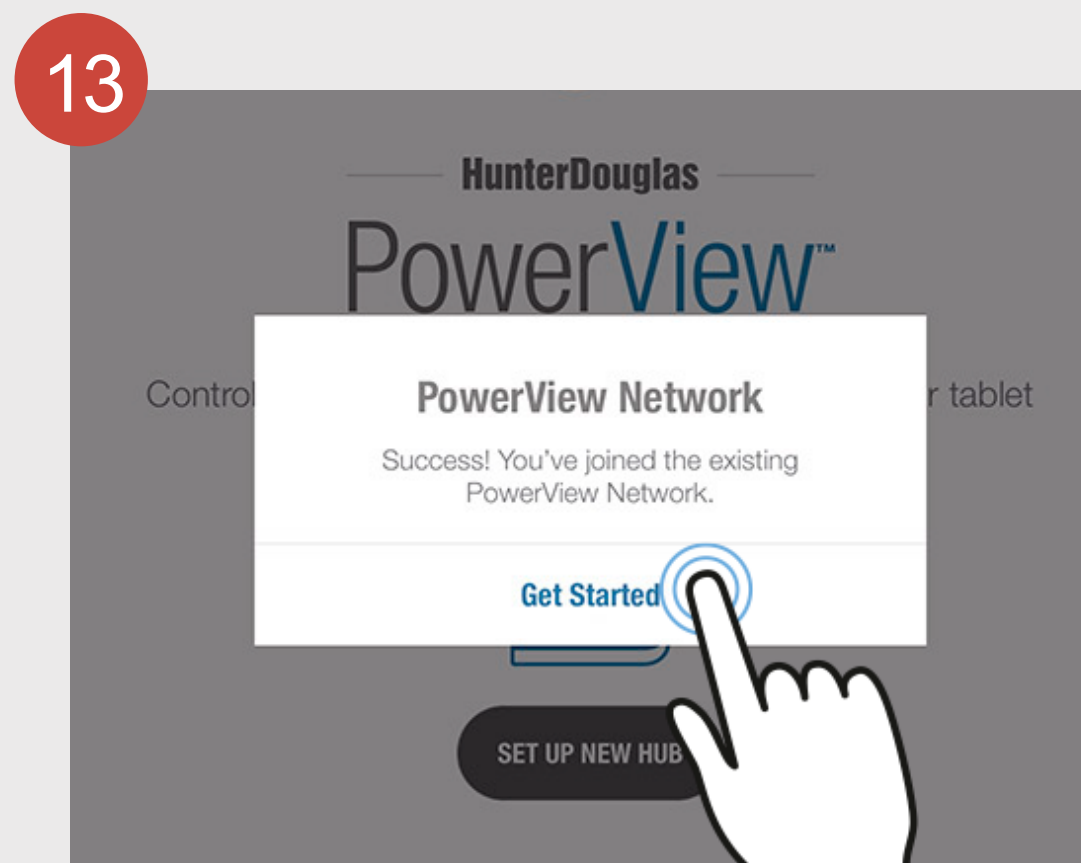 13
HunterDouglas
PowerView™
PowerView Network
Control
r tablet
Success! You've joined the existing
PowerView Network.
Get Started
SET UP NEW HUB